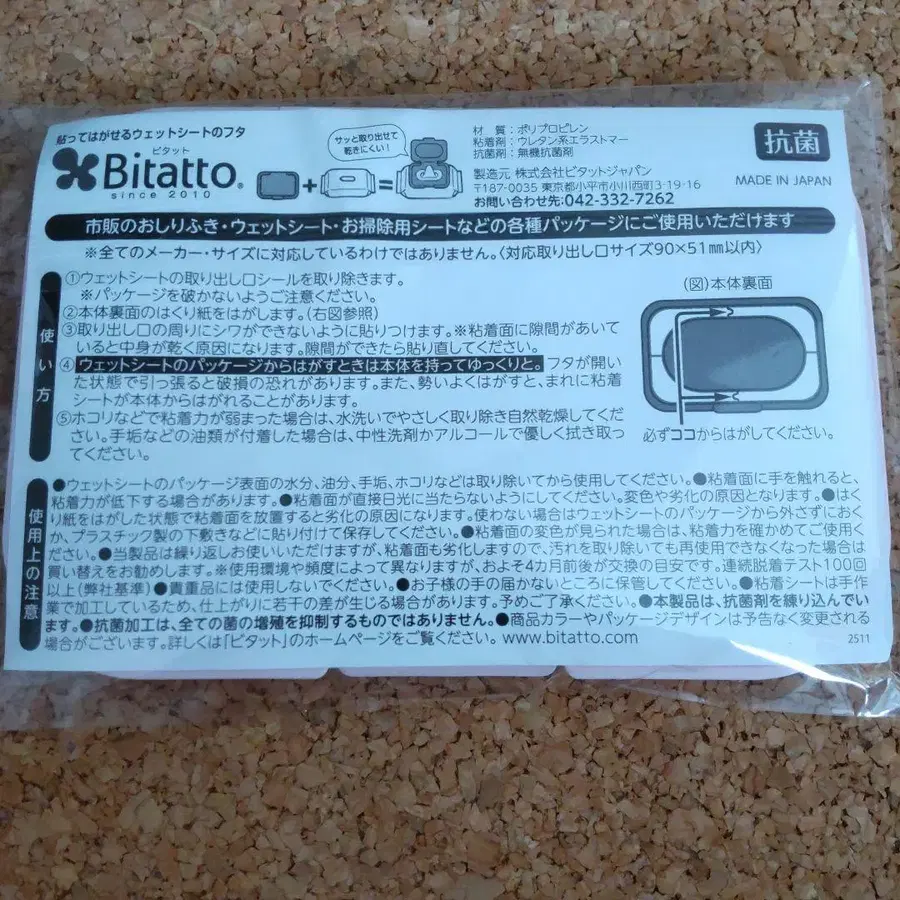 貼ってはがせるウェットシートのフタ
ビタット
Bitatto®
since 2010
サッと取り出せて
乾きにくい!
材 質:ポリプロピレン
粘着剤:ウレタン系エラストマー
抗菌剤:無機抗菌剤
製造元 株式会社ビタットジャパン
〒187-0035 東京都小平市小川西町3-19-16
お問い合わせ先:042-332-7262
抗菌
MADE IN JAPAN
市販のおしりふき・ウェットシート・お掃除用シートなどの各種パッケージにご使用いただけます
※全てのメーカー・サイズに対応しているわけではありません。〈対応取り出し口サイズ90×51㎜以内〉
使い方
①ウェットシートの取り出し口シールを取り除きます。
※パッケージを破かないようご注意ください。
②本体裏面のはくり紙をはがします。(右図参照)
③取り出し口の周りにシワができないように貼りつけます。※粘着面に隙間があいて
いると中身が乾く原因になります。隙間ができたら貼り直してください。
④ウェットシートのパッケージからはがすときは本体を持ってゆっくりと。フタが開い
た状態で引っ張ると破損の恐れがあります。また、勢いよくはがすと、まれに粘着
シートが本体からはがれることがあります。
⑤ホコリなどで粘着力が弱まった場合は、水洗いでやさしく取り除き自然乾燥してくだ
さい。手垢などの油類が付着した場合は、中性洗剤かアルコールで優しく拭き取っ
てください。
(図)本体裏面
必ずココからはがしてください。
使用上の注意
●ウェットシートのパッケージ表面の水分、油分、手垢、ホコリなどは取り除いてから使用してください。●粘着面に手を触れると、
粘着力が低下する場合があります。●粘着面が直接日光に当たらないようにしてください。変色や劣化の原因となります。●はく
り紙をはがした状態で粘着面を放置すると劣化の原因になります。使わない場合はウェットシートのパッケージから外さずにおく
か、プラスチック製の下敷きなどに貼り付けて保存してください。●粘着面の変色が見られた場合は、粘着力を確かめてご使用く
ださい。●当製品は繰り返しお使いいただけますが、粘着面も劣化しますので、汚れを取り除いても再使用できなくなった場合は
買い替えをお勧めします。※使用環境や頻度によって異なりますが、およそ4カ月前後が交換の目安です。連続脱着テスト100回
以上(弊社基準)●貴重品には使用しないでください。●お子様の手の届かないところに保管してください。●粘着シートは手作
業で加工しているため、仕上がりに若干の差が生じる場合があります。予めご了承ください。●本製品は、抗菌剤を練り込んでい
ます。●抗菌加工は、全ての菌の増殖を抑制するものではありません。●商品カラーやパッケージデザインは予告なく変更される
場合がございます。詳しくは「ビタット」のホームページをご覧ください。 www.bitatto.com
2511